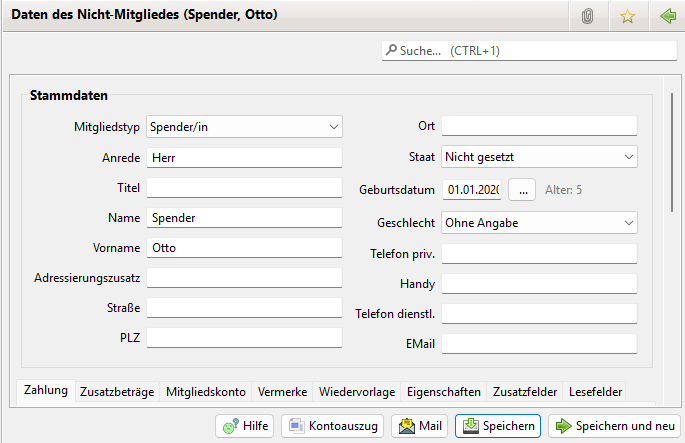 Daten des Nicht-Mitgliedes (Spender, Otto)
Suche... (CTRL+1)
Stammdaten
Mitgliedstyp Spender/in
Anrede Herr
Titel
Name Spender
Vorname Otto
Adressierungszusatz
Straße
PLZ
Ort
Staat Nicht gesetzt
Geburtsdatum 01.01.2020 ... Alter: 5
Geschlecht Ohne Angabe
Telefon priv.
Handy
Telefon dienstl.
EMail
Zahlung Zusatzbeträge Mitgliedskonto Vermerke Wiedervorlage Eigenschaften Zusatzfelder Lesefelder
Hilfe Kontoauszug Mail Speichern Speichern und neu